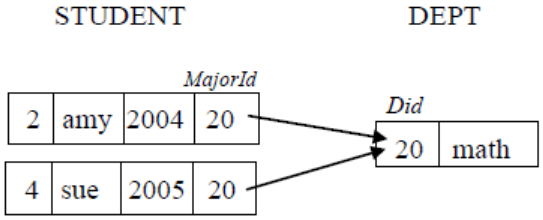 STUDENT DEPT
MajorId
2 amy 2004 20
Did
20 math
4 sue 2005 20